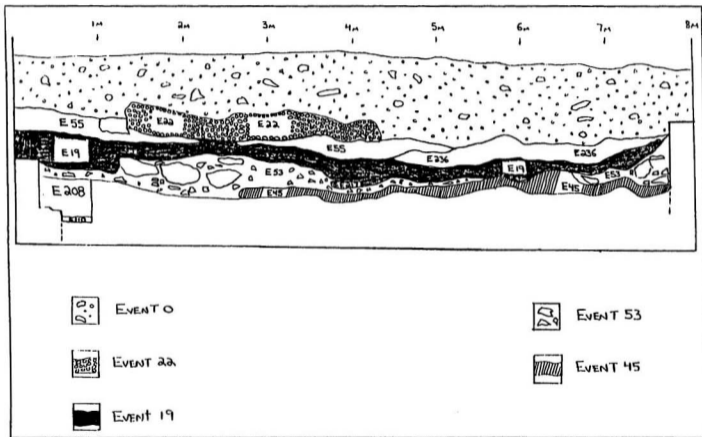 1M 2M 3M 4M 5M 6M 7M 8M
E22 E22
E55
E55
E236 E236
E19
E19
E53 E53
E208
E45 E45
EVENT 0 EVENT 53
EVENT 22 EVENT 45
EVENT 19